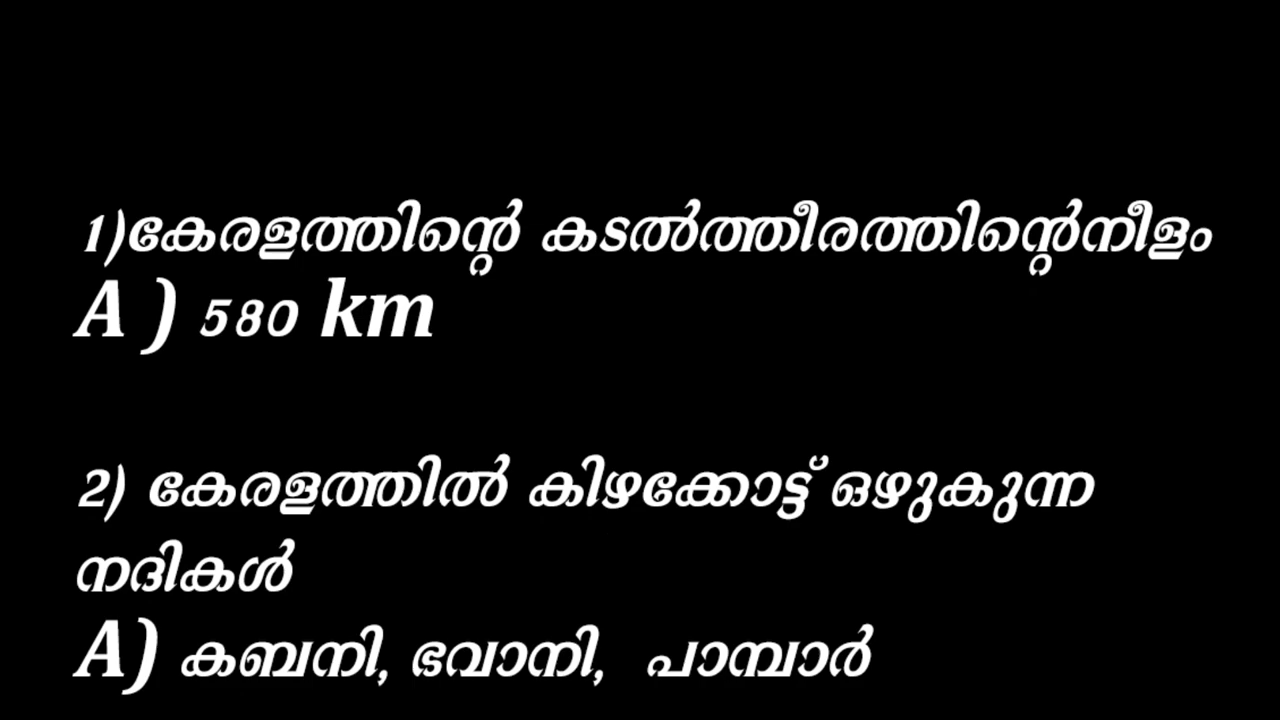 1)കേരളത്തിന്റെ കടൽത്തീരത്തിന്റെനീളം
A ) 580 km
2) കേരളത്തിൽ കിഴക്കോട്ട് ഒഴുകുന്ന
നദികൾ
A) കബനി, ഭവാനി, പാമ്പാർ